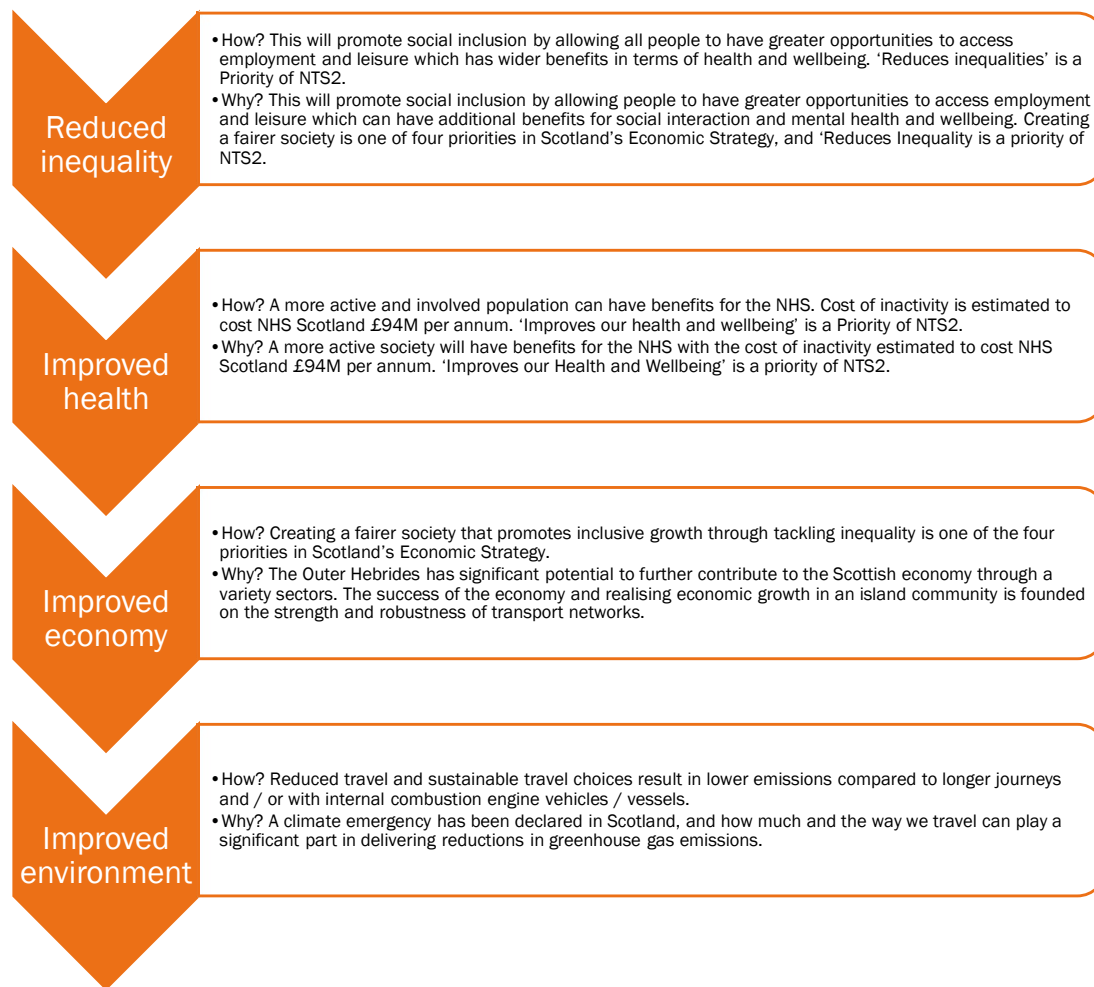 Reduced
inequality
•How? This will promote social inclusion by allowing all people to have greater opportunities to access
employment and leisure which has wider benefits in terms of health and wellbeing. ‘Reduces inequalities’ is a
Priority of NTS2.
•Why? This will promote social inclusion by allowing people to have greater opportunities to access employment
and leisure which can have additional benefits for social interaction and mental health and wellbeing. Creating
a fairer society is one of four priorities in Scotland’s Economic Strategy, and ‘Reduces Inequality is a priority of
NTS2.
Improved
health
•How? A more active and involved population can have benefits for the NHS. Cost of inactivity is estimated to
cost NHS Scotland £94M per annum. ‘Improves our health and wellbeing’ is a Priority of NTS2.
•Why? A more active society will have benefits for the NHS with the cost of inactivity estimated to cost NHS
Scotland £94M per annum. ‘Improves our Health and Wellbeing’ is a priority of NTS2.
Improved
economy
•How? Creating a fairer society that promotes inclusive growth through tackling inequality is one of the four
priorities in Scotland’s Economic Strategy.
•Why? The Outer Hebrides has significant potential to further contribute to the Scottish economy through a
variety sectors. The success of the economy and realising economic growth in an island community is founded
on the strength and robustness of transport networks.
Improved
environment
•How? Reduced travel and sustainable travel choices result in lower emissions compared to longer journeys
and / or with internal combustion engine vehicles / vessels.
•Why? A climate emergency has been declared in Scotland, and how much and the way we travel can play a
significant part in delivering reductions in greenhouse gas emissions.